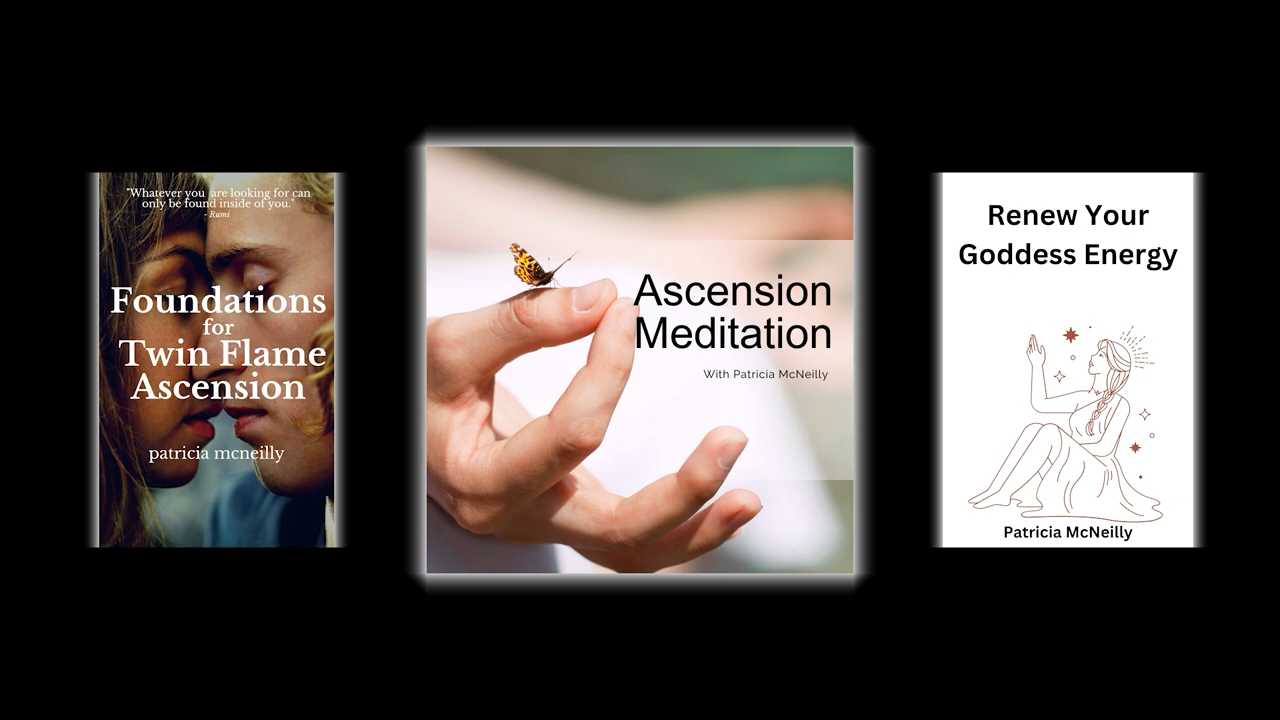 "Whatever you are looking for can
only be found inside of you."
- Rumi
Foundations
for
Twin Flame
Ascension
patricia mcneilly
Ascension
Meditation
With Patricia McNeilly
Renew Your
Goddess Energy
Patricia McNeilly